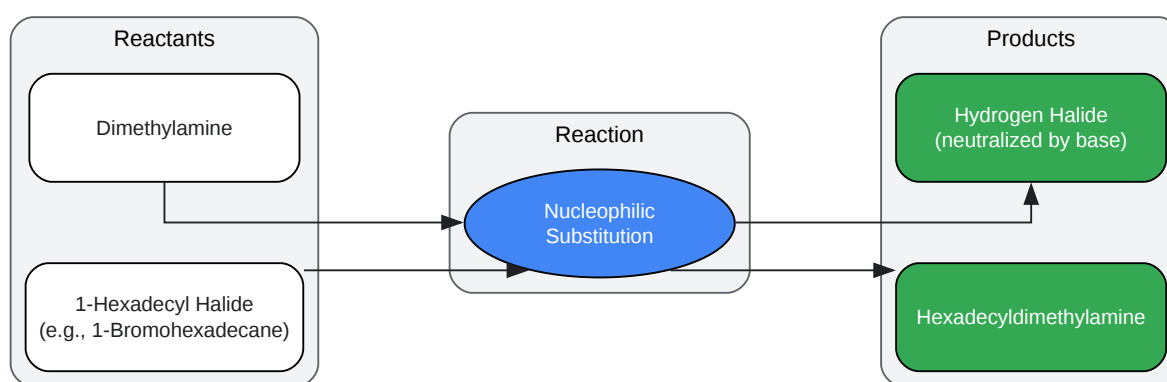 Reactants
Dimethylamine
1-Hexadecyl Halide
(e.g., 1-Bromohexadecane)
Reaction
Nucleophilic
Substitution
Products
Hydrogen Halide
(neutralized by base)
Hexadecyldimethylamine